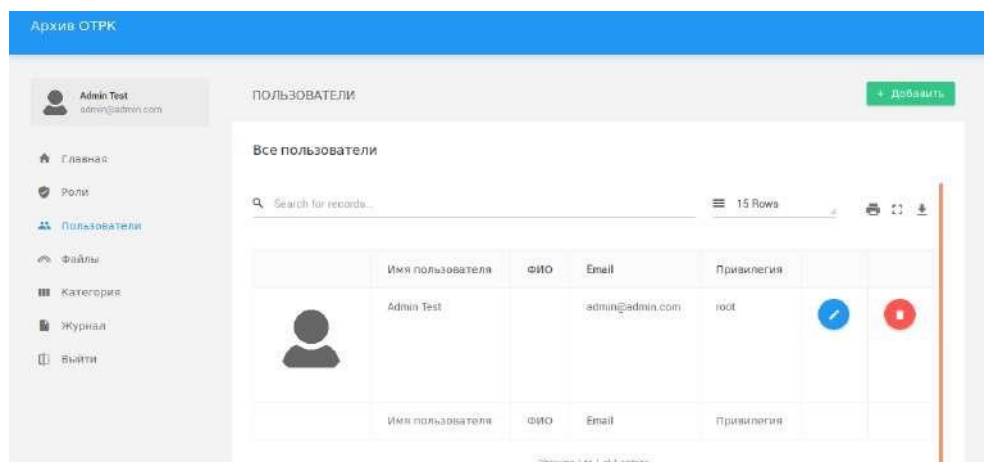 Архив ОТРК
Admin Test
admin@admin.com
ПОЛЬЗОВАТЕЛИ
+ Добавить
Главная
Роли
Пользователи
Файлы
Категория
Журнал
Выйти
Все пользователи
Search for records...
15 Rows
Имя пользователя ФИО Email Привилегия
Admin Test admin@admin.com root
Имя пользователя ФИО Email Привилегия